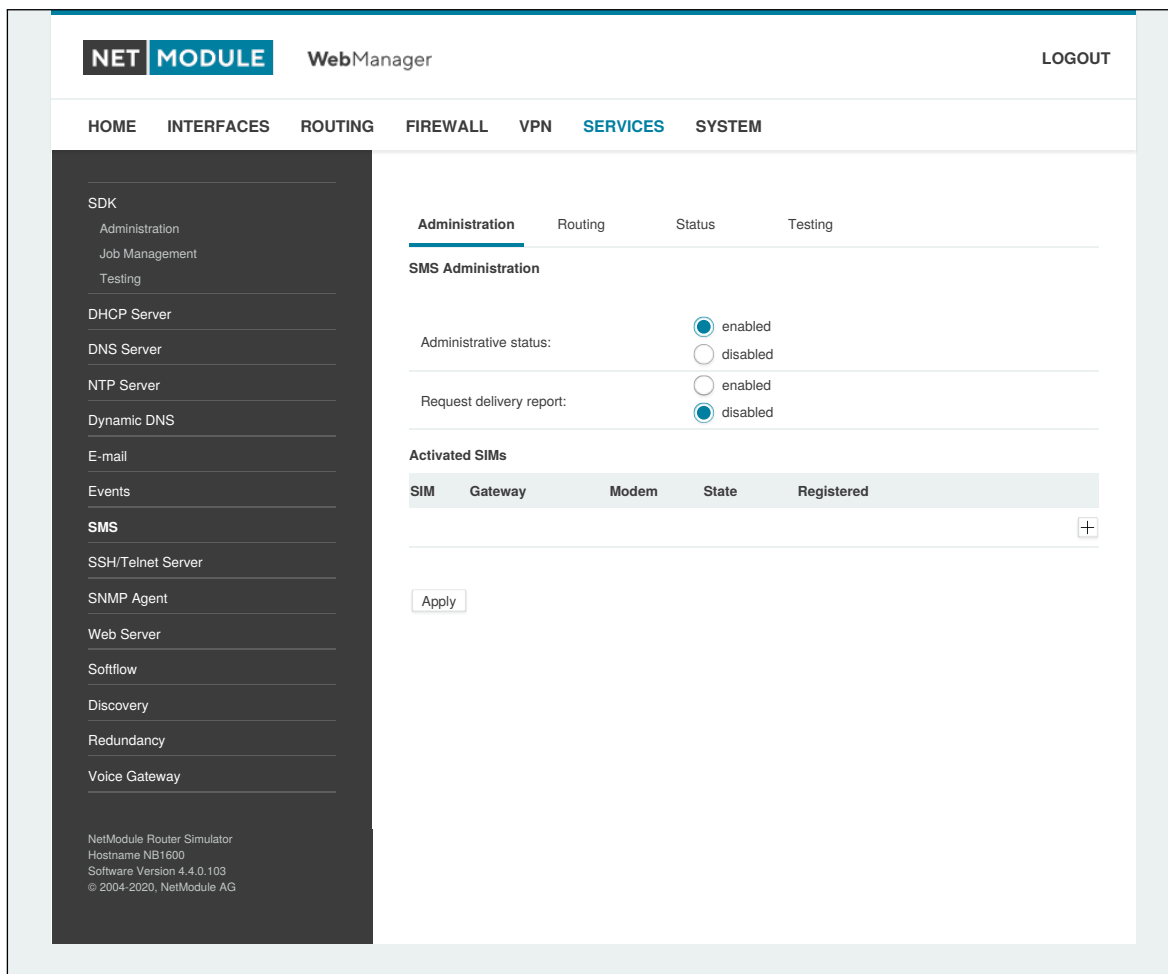 NET MODULE WebManager LOGOUT
HOME INTERFACES ROUTING FIREWALL VPN SERVICES SYSTEM
SDK
Administration
Job Management
Testing
DHCP Server
DNS Server
NTP Server
Dynamic DNS
E-mail
Events
SMS
SSH/Telnet Server
SNMP Agent
Web Server
Softflow
Discovery
Redundancy
Voice Gateway
NetModule Router Simulator
Hostname NB1600
Software Version 4.4.0.103
© 2004-2020, NetModule AG
Administration Routing Status Testing
SMS Administration
Administrative status:
enabled
disabled
Request delivery report:
enabled
disabled
Activated SIMs
SIM Gateway Modem State Registered
Apply